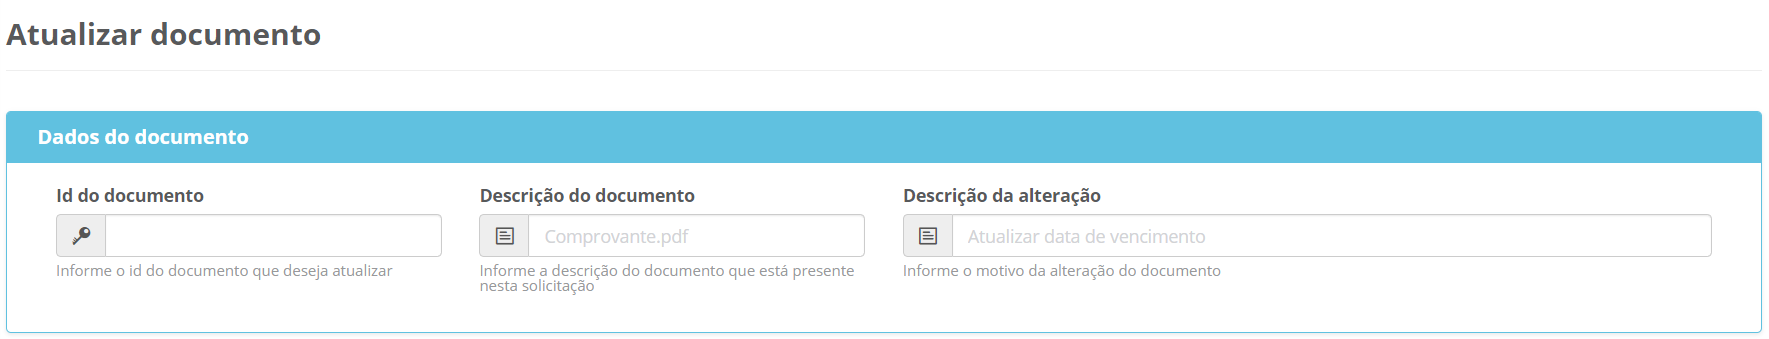 Atualizar documento
Dados do documento
Id do documento
Informe o id do documento que deseja atualizar
Descrição do documento
Comprovante.pdf
Informe a descrição do documento que está presente
nesta solicitação
Descrição da alteração
Atualizar data de vencimento
Informe o motivo da alteração do documento